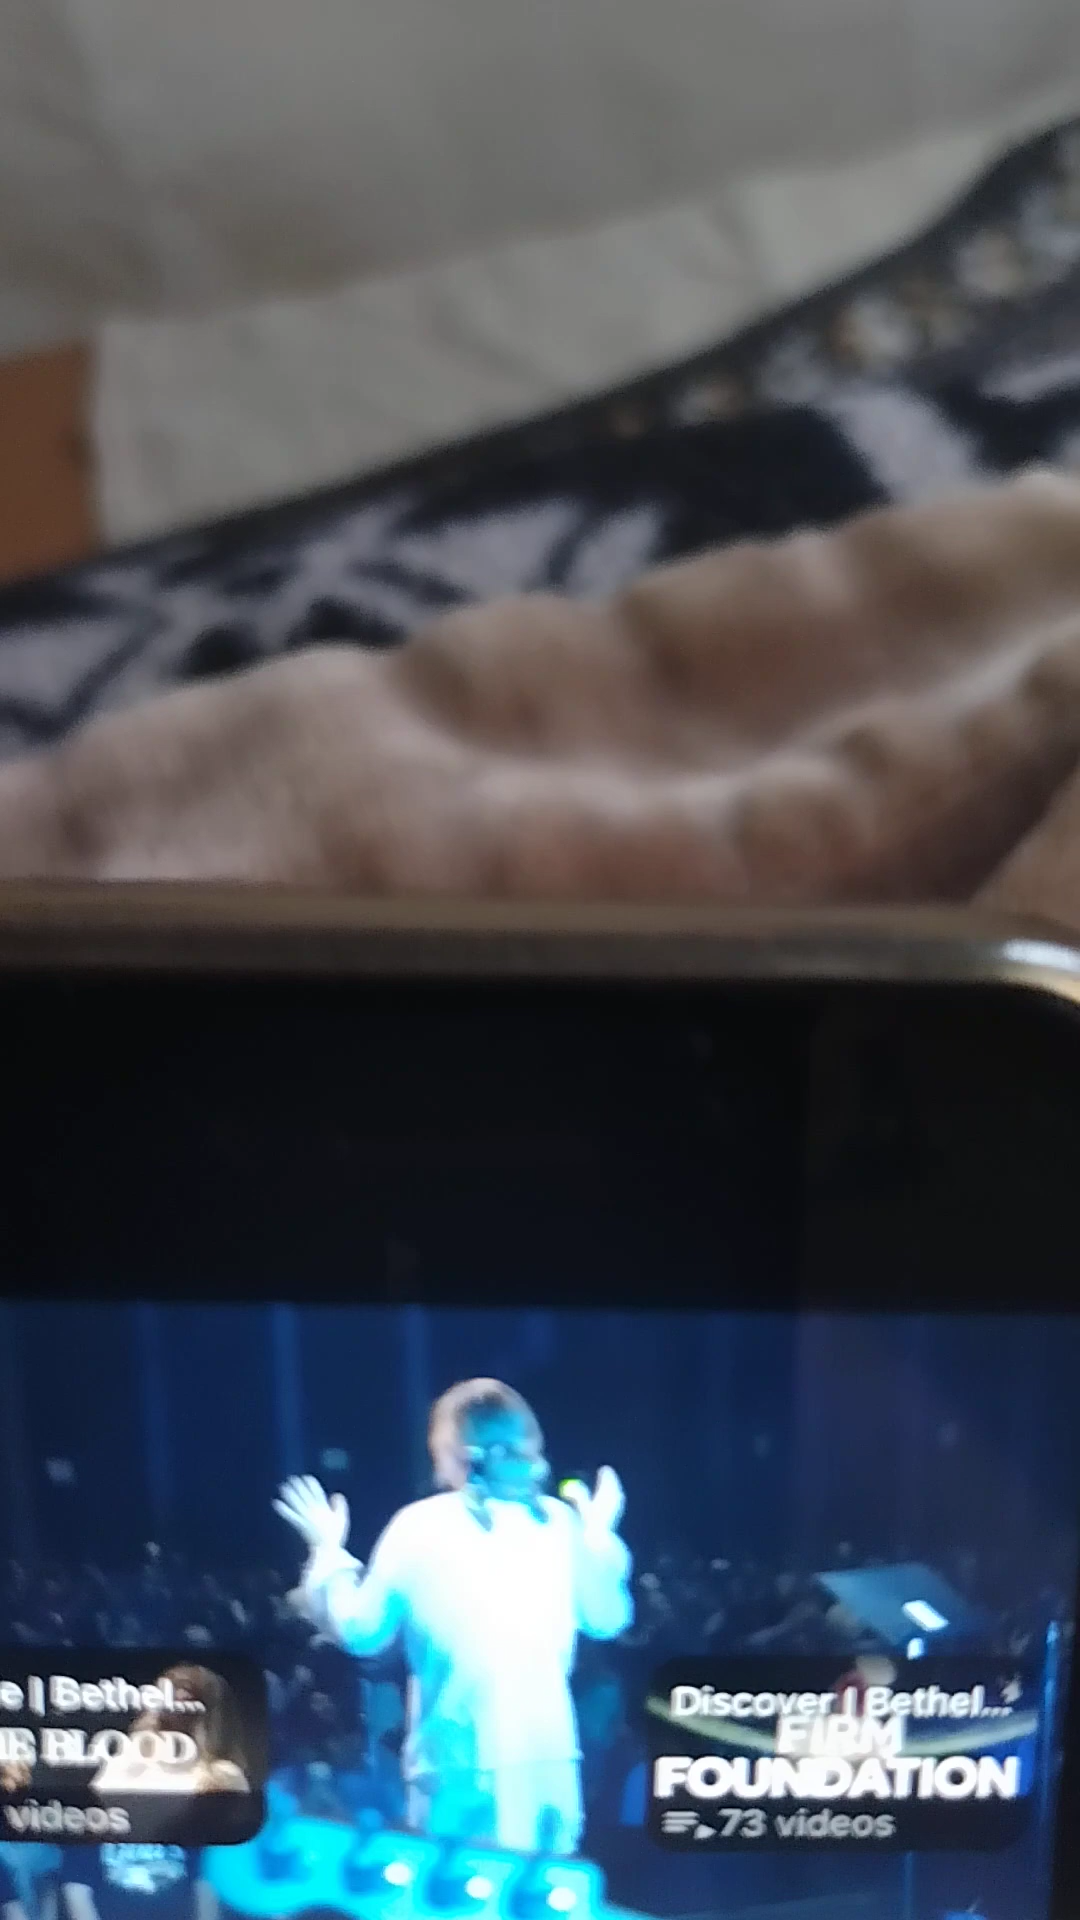 e | Bethel...
E BLOOD
videos
Discover | Bethel...
FIRM
FOUNDATION
73 videos